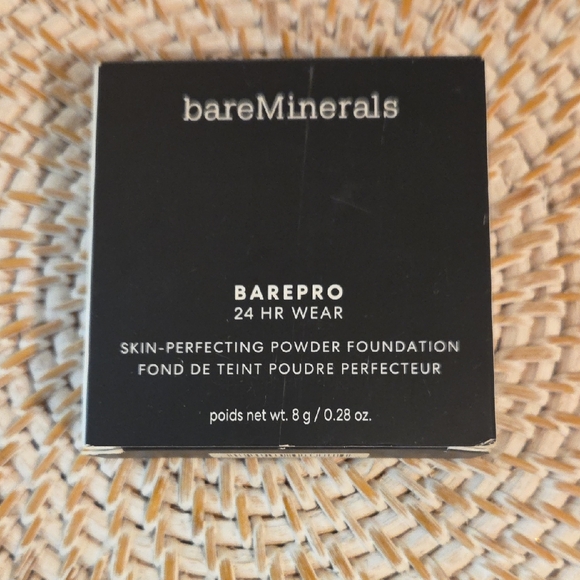 bareMinerals
BAREPRO
24 HR WEAR
SKIN-PERFECTING POWDER FOUNDATION
FOND DE TEINT POUDRE PERFECTEUR
poids net wt. 8 g / 0.28 oz.